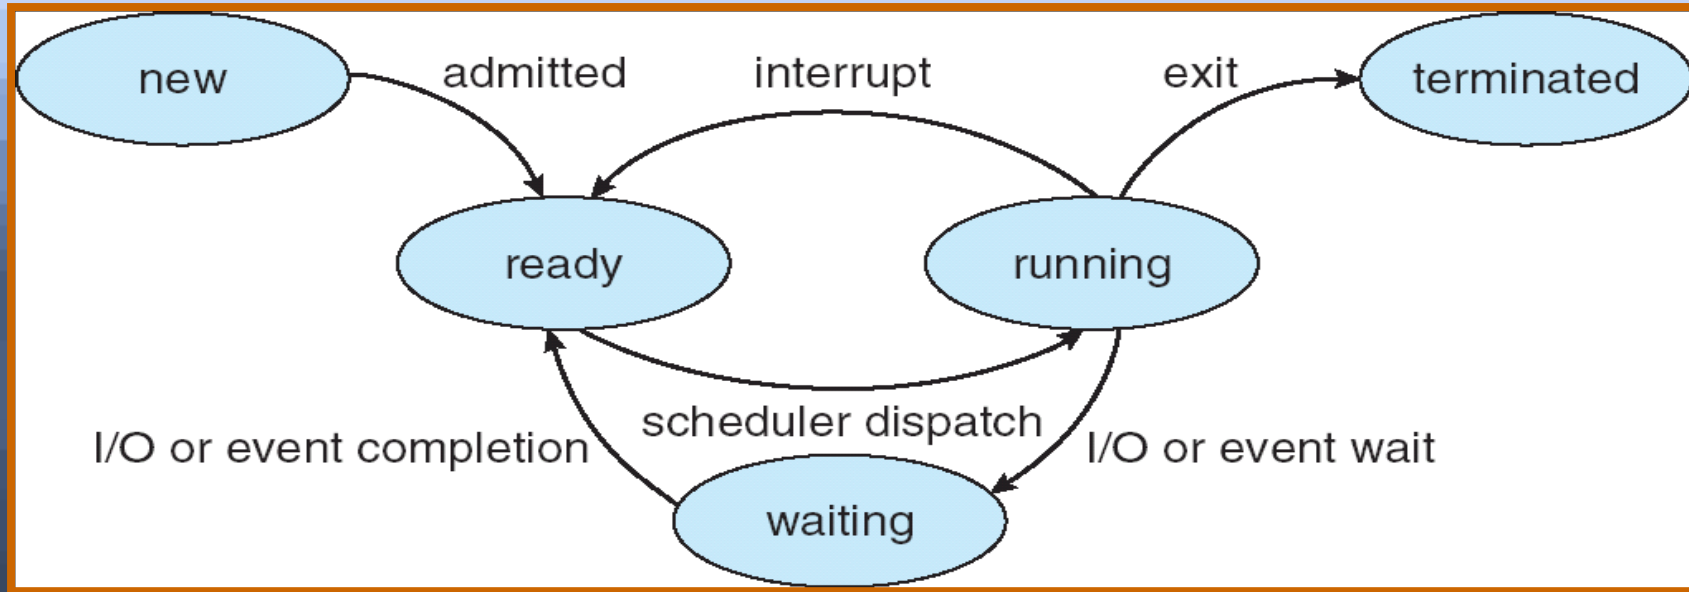 new
admitted
interrupt
exit
terminated
ready
running
scheduler dispatch
I/O or event completion
I/O or event wait
waiting